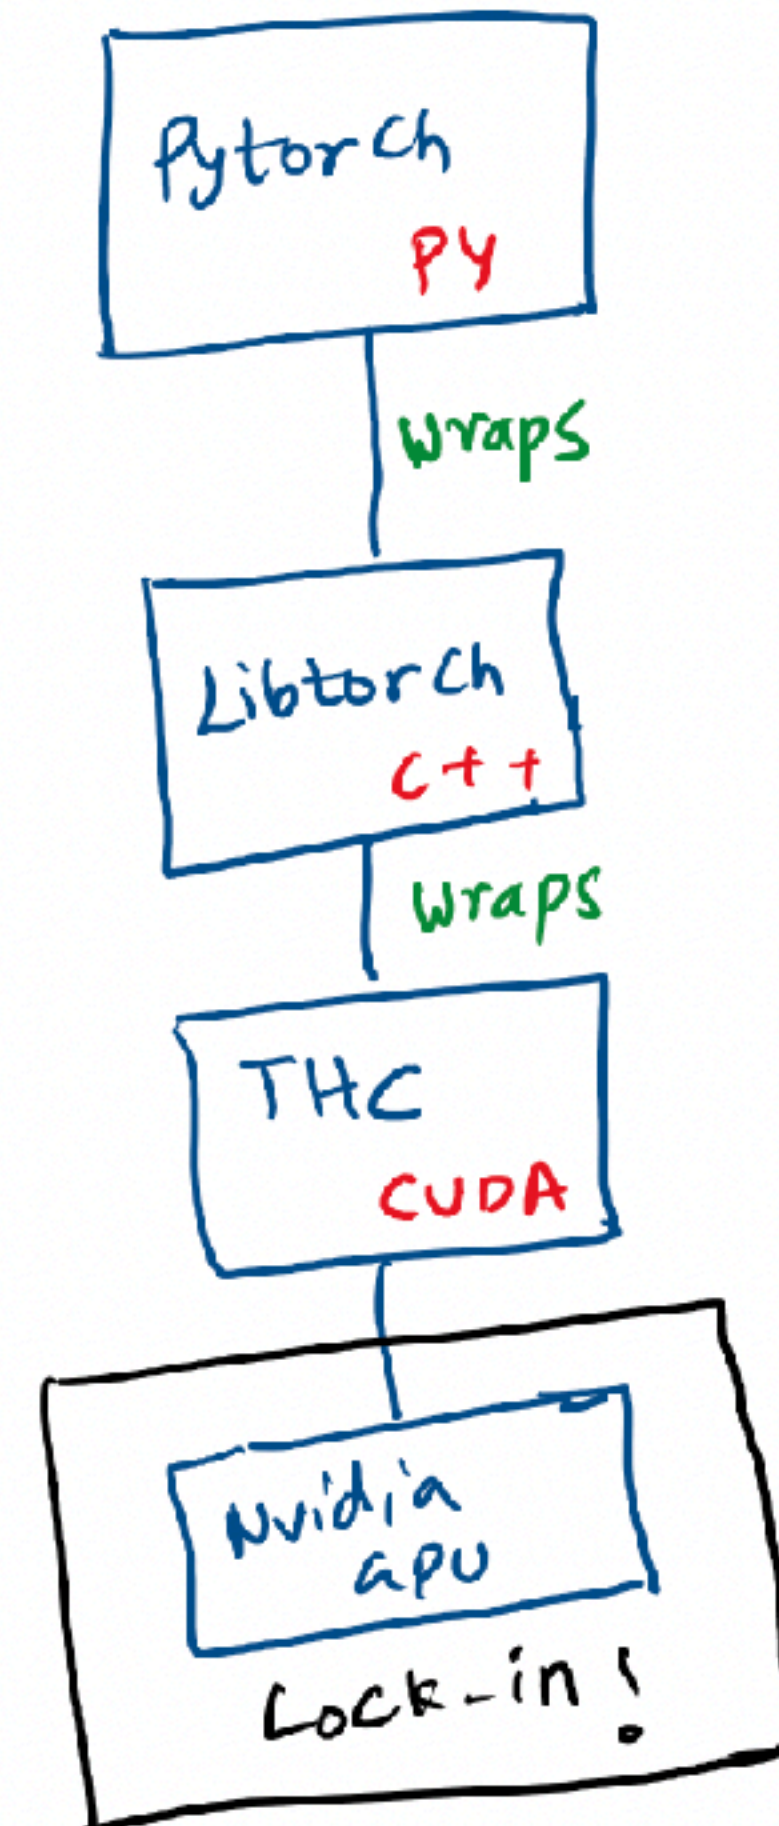 Pytorch
PY
wraps
Libtorch
C++
wraps
THC
CUDA
Nvidia
GPU
Lock-in!